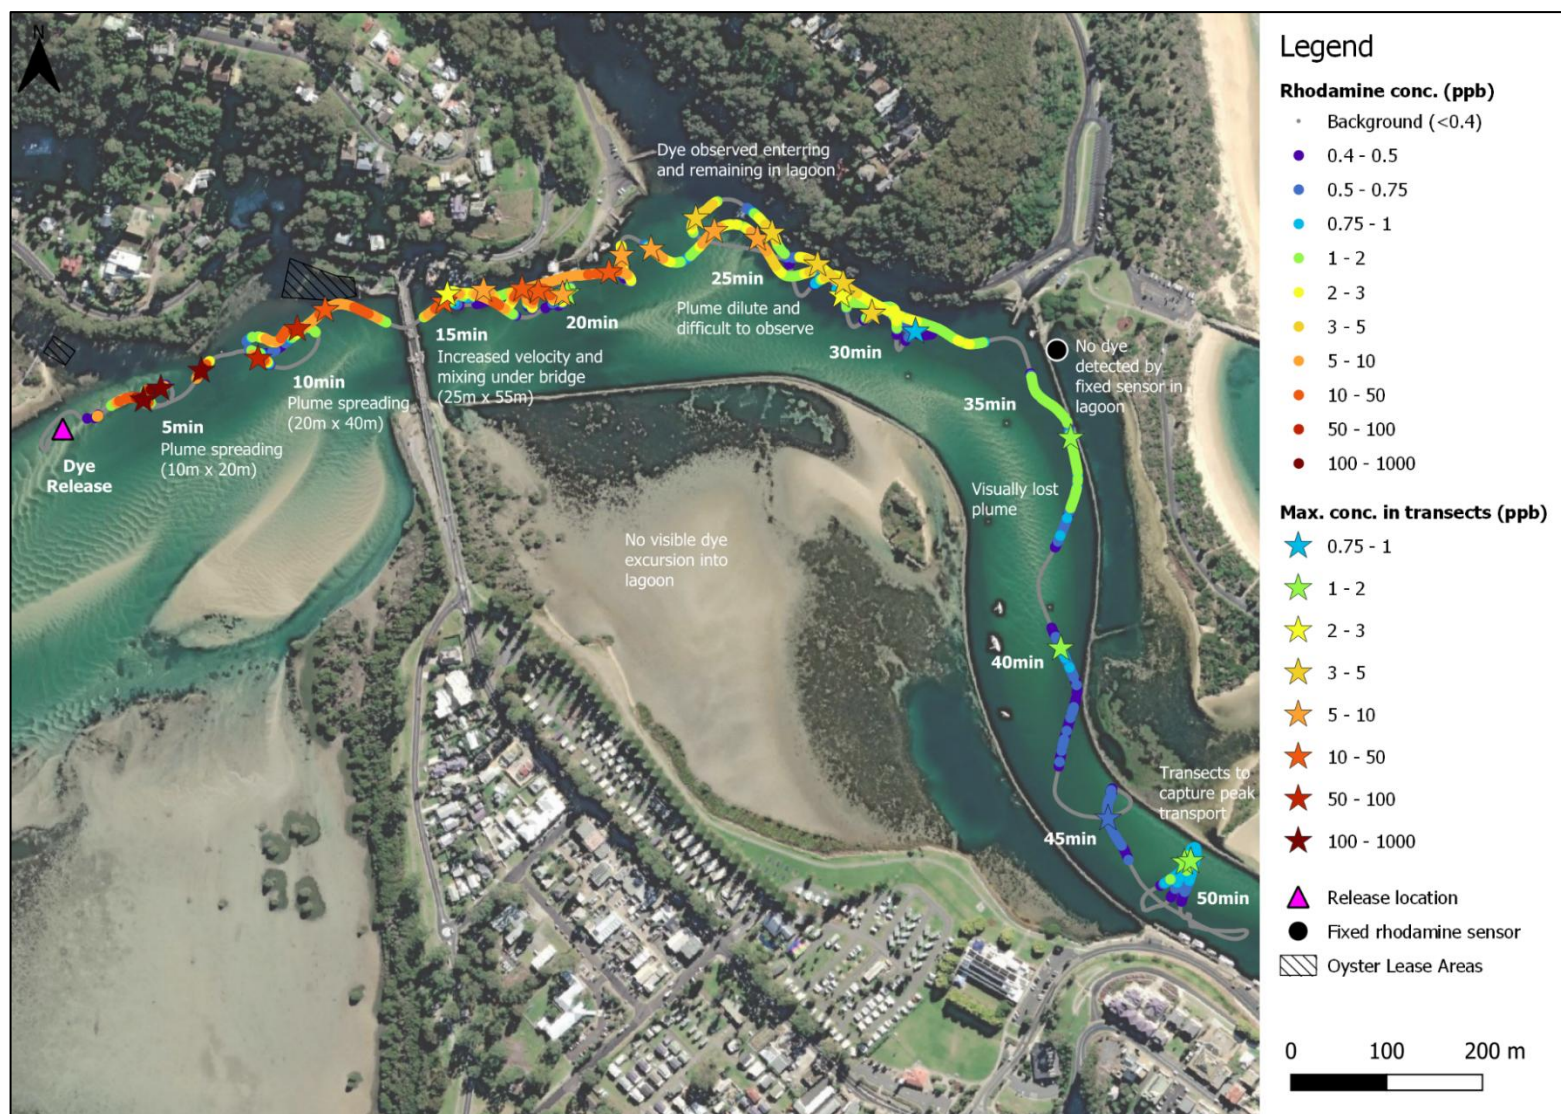 N
Dye observed enterring
and remaining in lagoon
25min
Plume dilute and
difficult to observe
15min
Increased velocity and
mixing under bridge
(25m x 55m)
20min
30min
No dye
detected by
fixed sensor in
lagoon
10min
Plume spreading
(20m x 40m)
35min
5min
Plume spreading
(10m x 20m)
Dye
Release
Visually lost
plume
No visible dye
excursion into
lagoon
40min
Transects to
capture peak
transport
45min
50min
Legend
Rhodamine conc. (ppb)
Background (<0.4)
0.4 - 0.5
0.5 - 0.75
0.75 - 1
1 - 2
2 - 3
3 - 5
5 - 10
10 - 50
50 - 100
100 - 1000
Max. conc. in transects (ppb)
0.75 - 1
1 - 2
2 - 3
3 - 5
5 - 10
10 - 50
50 - 100
100 - 1000
Release location
Fixed rhodamine sensor
Oyster Lease Areas
0 100 200 m